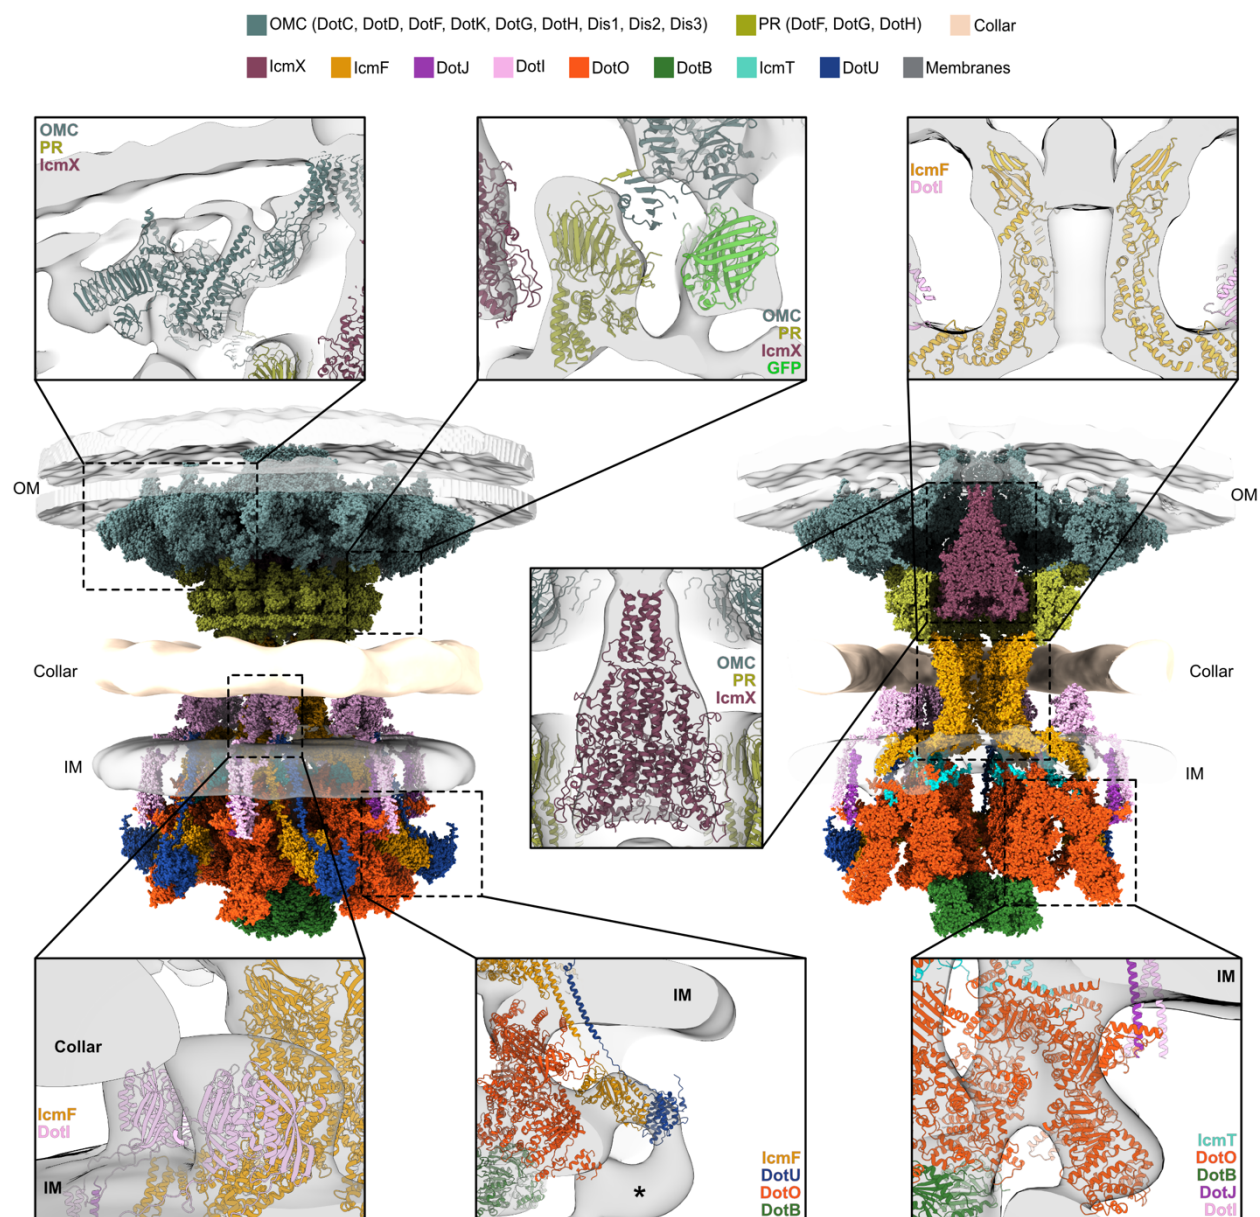 OMC (DotC, DotD, DotF, DotK, DotG, DotH, Dis1, Dis2, Dis3) PR (DotF, DotG, DotH) Collar
IcmX IcmF DotJ DotI DotO DotB IcmT DotU Membranes
OMC
PR
IcmX
OMC
PR
IcmX
GFP
IcmF
DotI
OM
Collar
IM
OMC
PR
IcmX
OM
Collar
IM
Collar
IcmF
DotI
IM
IM
*
IcmF
DotU
DotO
DotB
IM
IcmT
DotO
DotB
DotJ
DotI